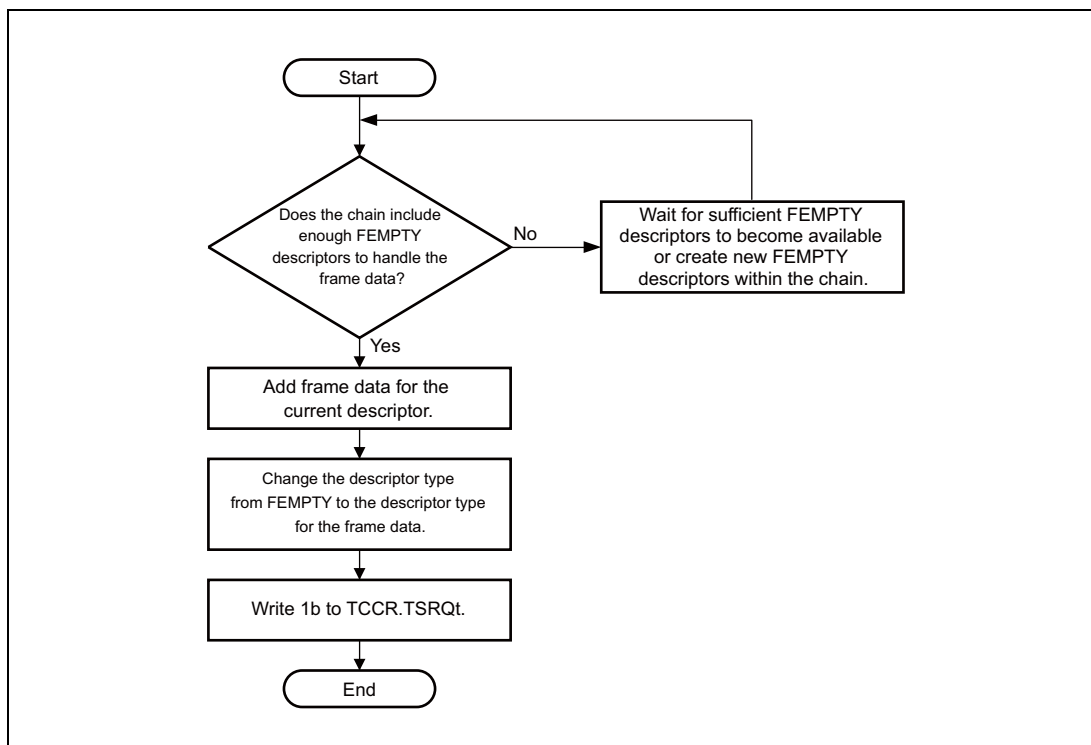 Start
Does the chain include
enough FEMPTY
descriptors to handle the
frame data?
No
Wait for sufficient FEMPTY
descriptors to become available
or create new FEMPTY
descriptors within the chain.
Yes
Add frame data for the
current descriptor.
Change the descriptor type
from FEMPTY to the descriptor type
for the frame data.
Write 1b to TCCR.TSRQt.
End